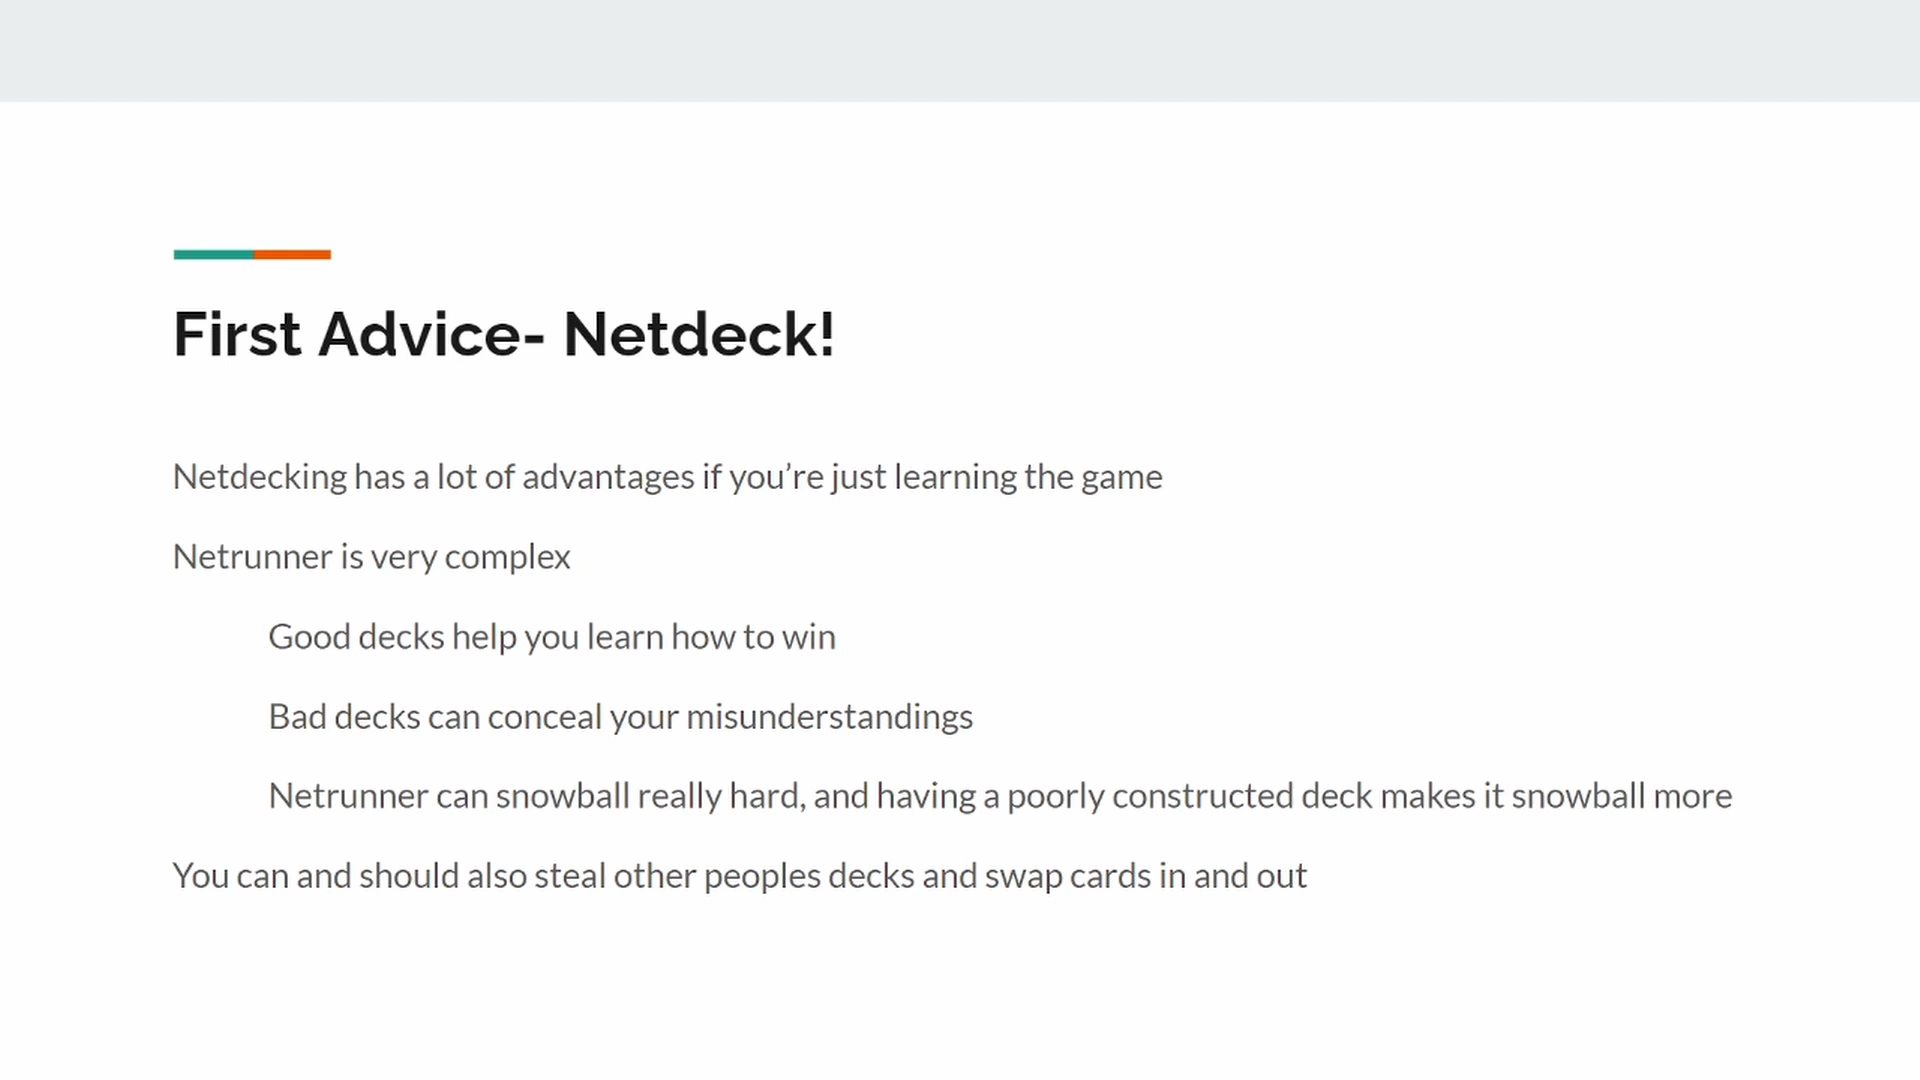 First Advice- Netdeck!
Netdecking has a lot of advantages if you’re just learning the game
Netrunner is very complex
Good decks help you learn how to win
Bad decks can conceal your misunderstandings
Netrunner can snowball really hard, and having a poorly constructed deck makes it snowball more
You can and should also steal other peoples decks and swap cards in and out